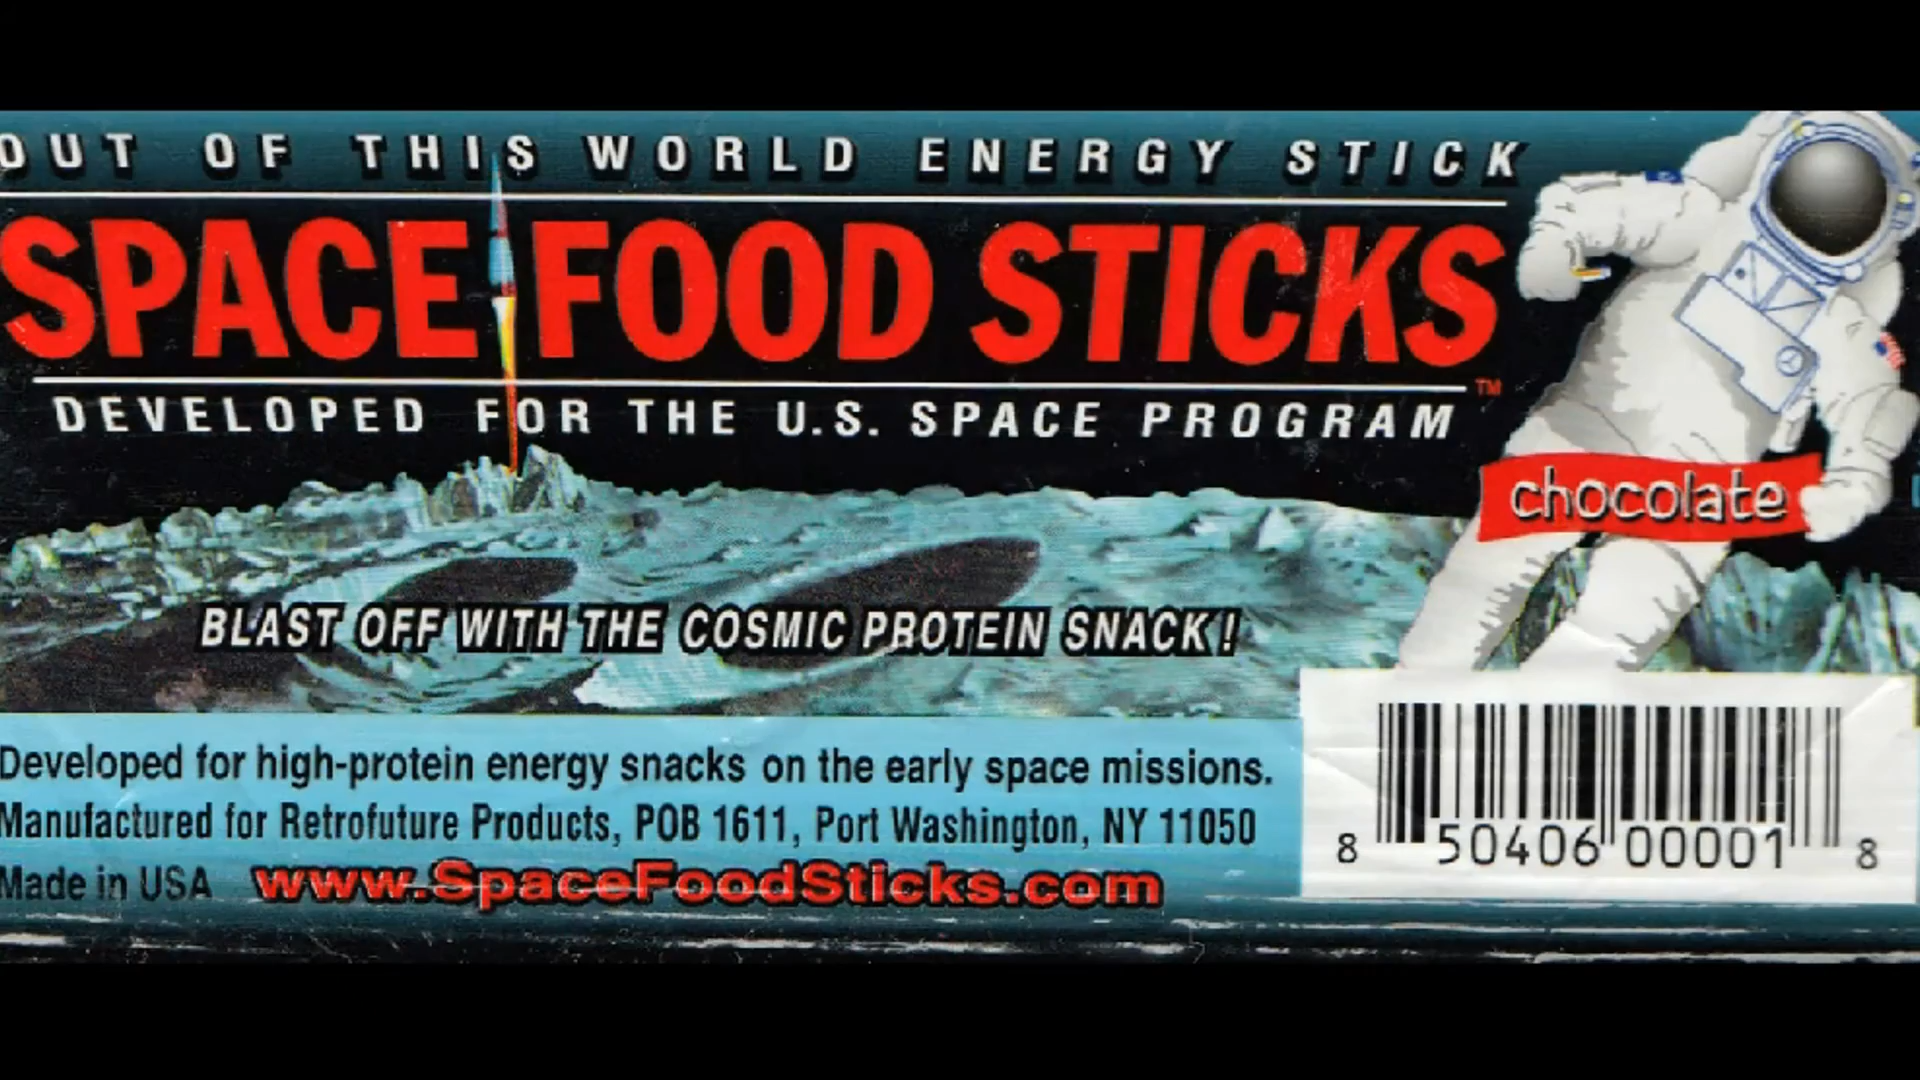 OUT OF THIS WORLD ENERGY STICK
SPACE FOOD STICKS™
DEVELOPED FOR THE U.S. SPACE PROGRAM
chocolate
BLAST OFF WITH THE COSMIC PROTEIN SNACK!
Developed for high-protein energy snacks on the early space missions.
Manufactured for Retrofuture Products, POB 1611, Port Washington, NY 11050
Made in USA www.SpaceFoodSticks.com
8 50406 00001 8